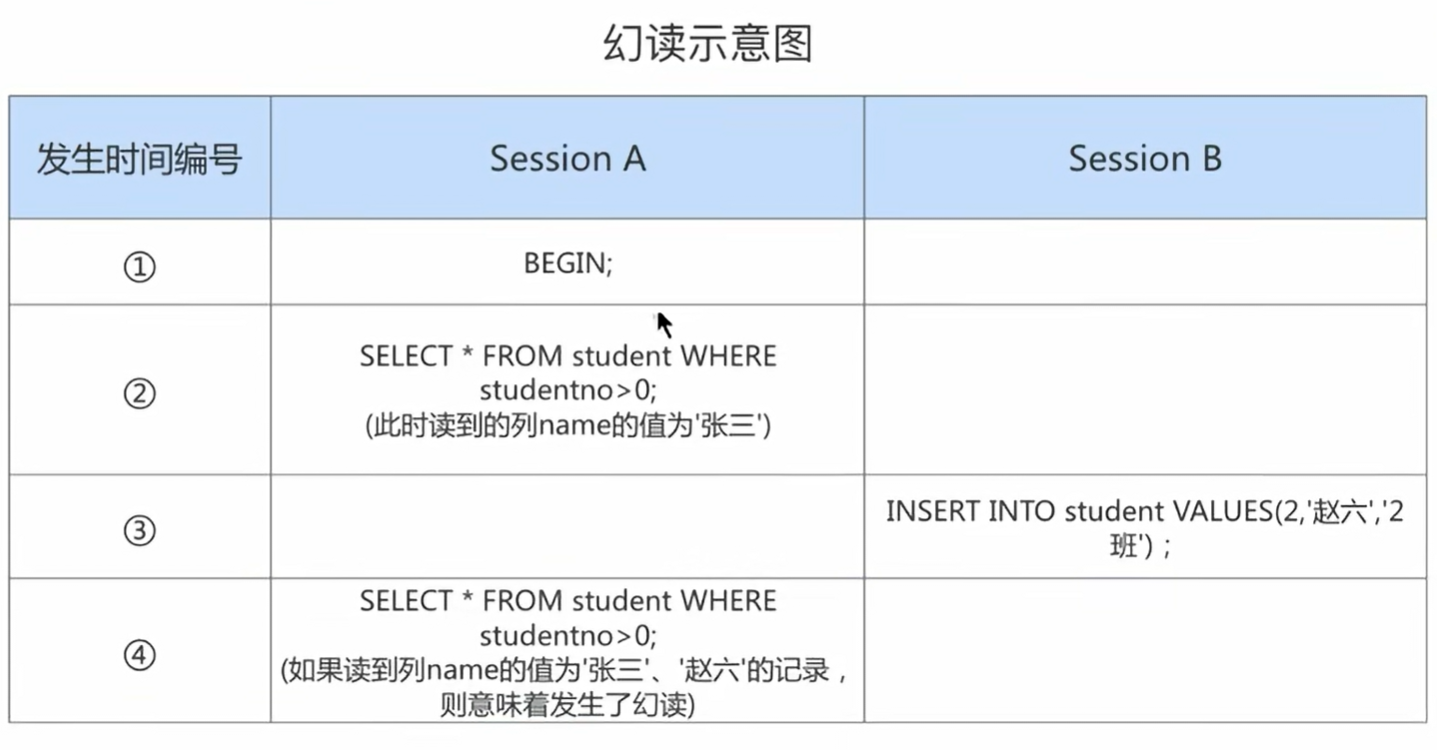 幻读示意图
发生时间编号
Session A
Session B
①
BEGIN;
②
SELECT * FROM student WHERE
studentno>0;
(此时读到的列name的值为'张三')
③
INSERT INTO student VALUES(2,'赵六','2
班') ;
④
SELECT * FROM student WHERE
studentno>0;
(如果读到列name的值为'张三'、'赵六'的记录，
则意味着发生了幻读)